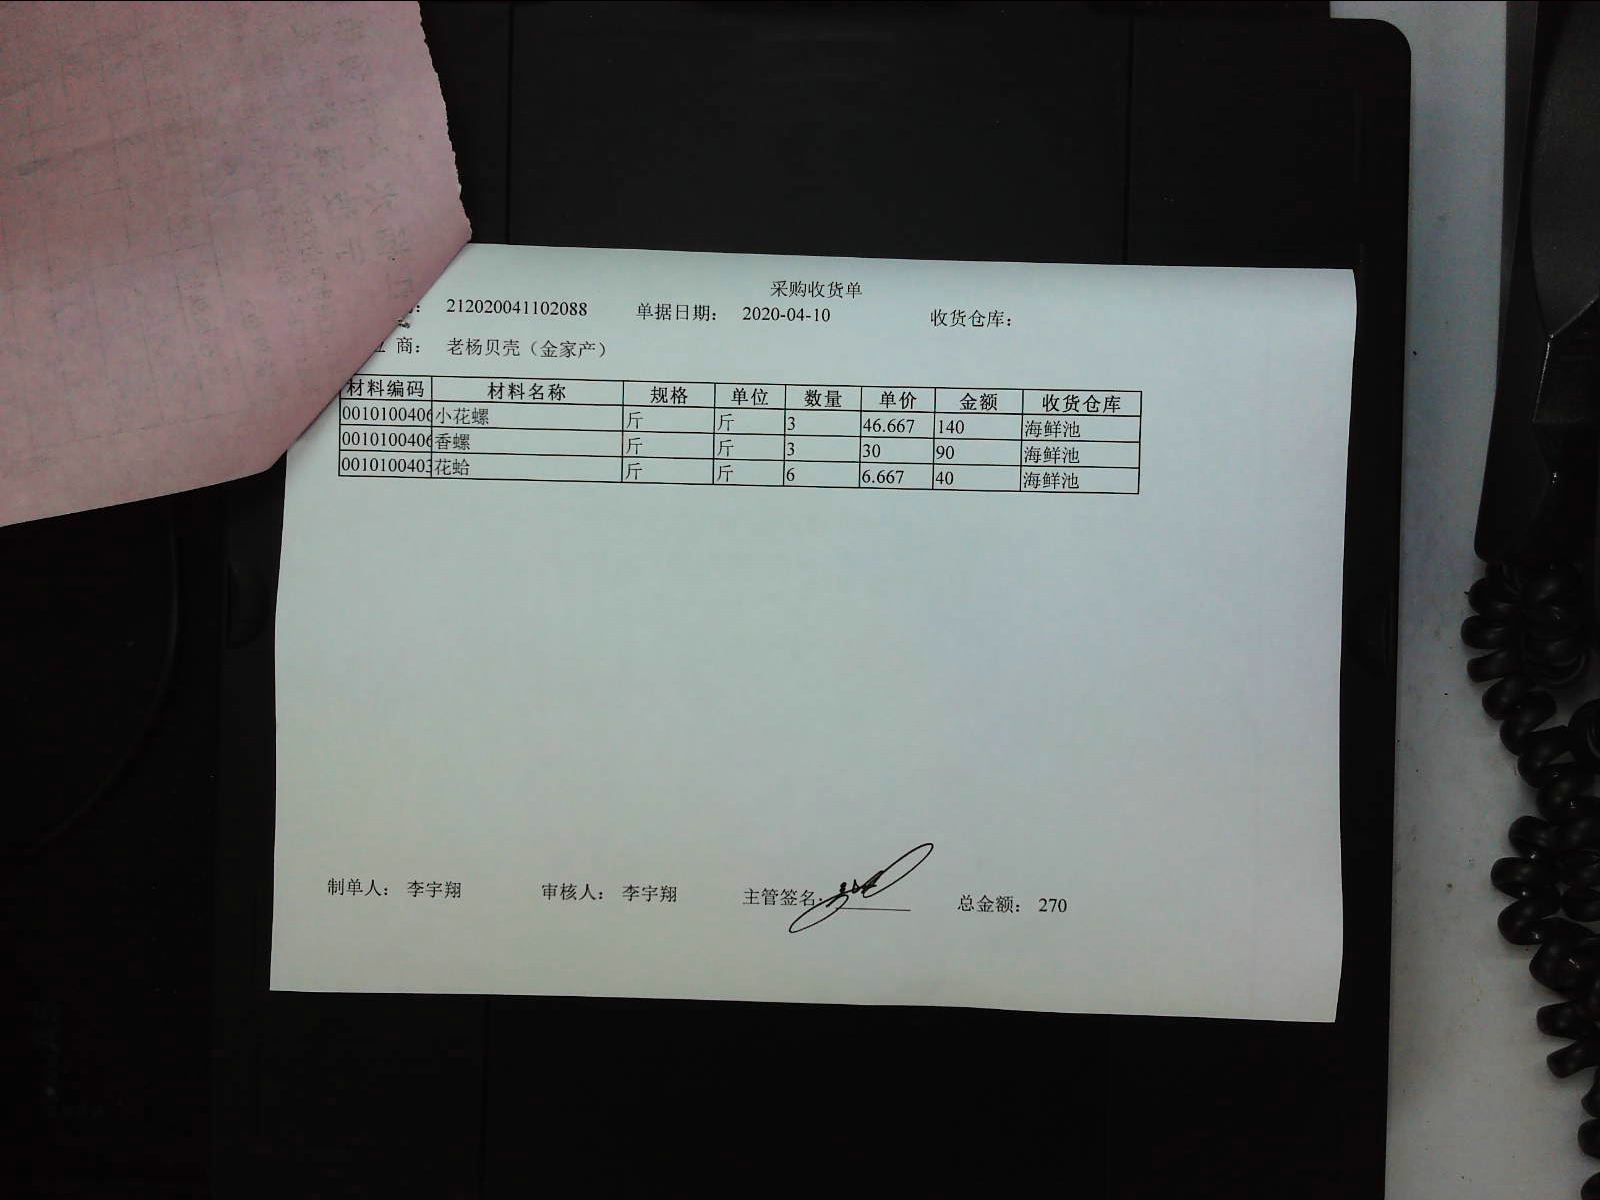 采购收货单
212020041102088 单据日期： 2020-04-10 收货仓库：
商： 老杨贝壳（金家产）
材料编码 材料名称 规格 单位 数量 单价 金额 收货仓库
0010100406 小花螺 斤 斤 3 46.667 140 海鲜池
0010100406 香螺 斤 斤 3 30 90 海鲜池
0010100403 花蛤 斤 斤 6 6.667 40 海鲜池
制单人： 李宇翔 审核人： 李宇翔 主管签名： 总金额： 270